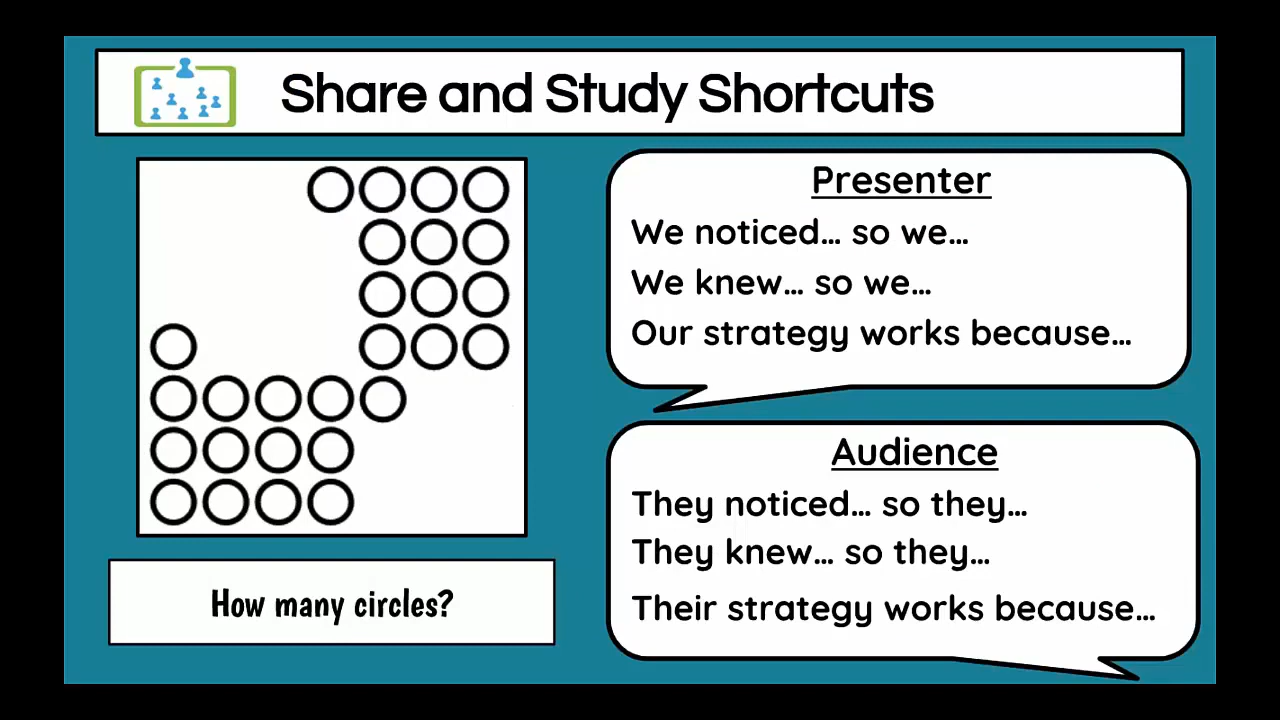 Share and Study Shortcuts
Presenter
We noticed... so we...
We knew... so we...
Our strategy works because...
Audience
They noticed... so they...
They knew... so they...
Their strategy works because...
How many circles?